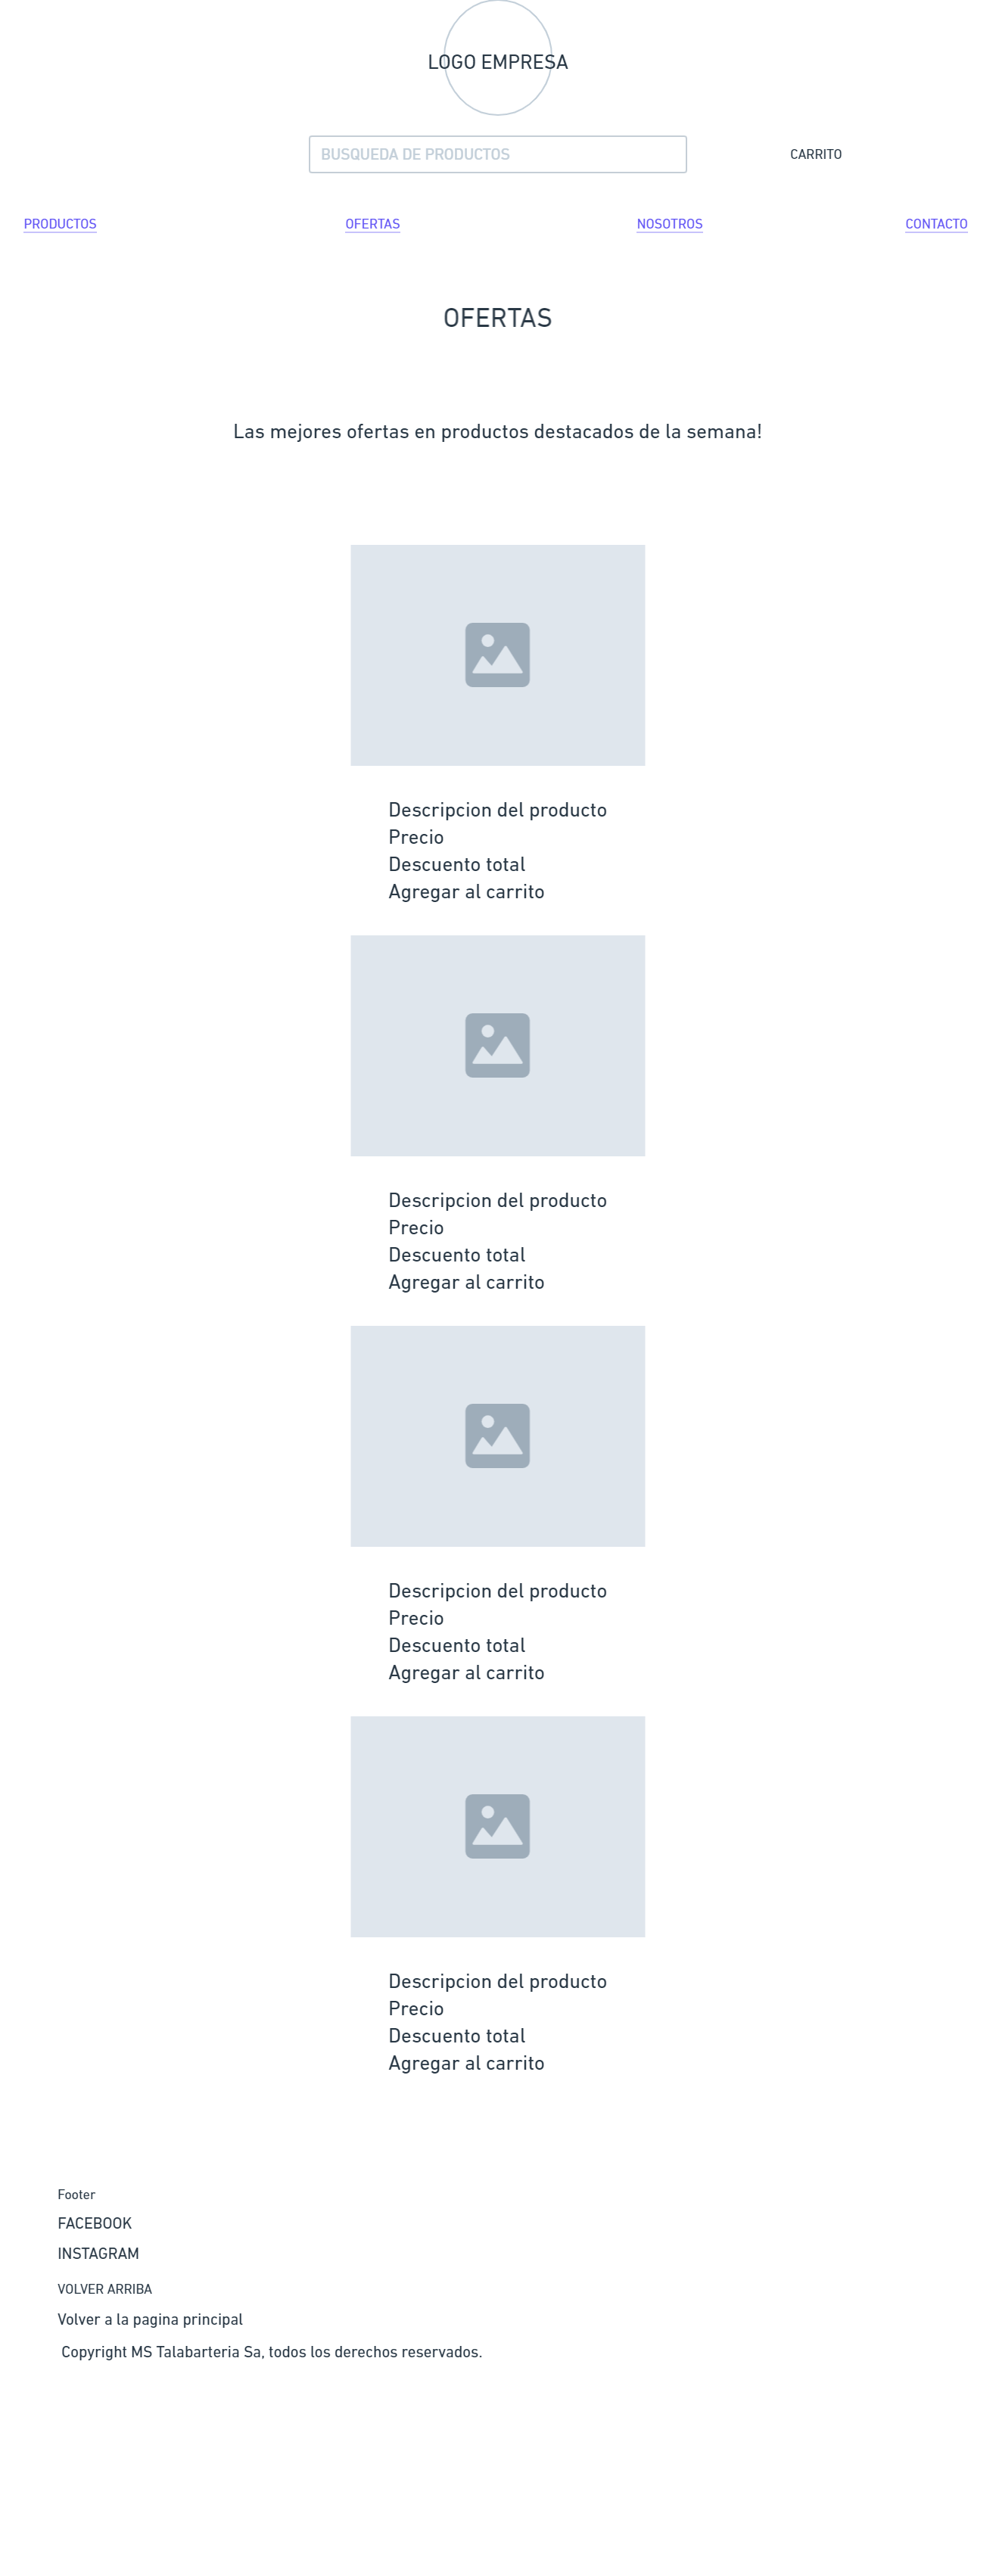 LOGO EMPRESA
BUSQUEDA DE PRODUCTOS
CARRITO
PRODUCTOS
OFERTAS
NOSOTROS
CONTACTO
OFERTAS
Las mejores ofertas en productos destacados de la semana!
Descripcion del producto
Precio
Descuento total
Agregar al carrito
Descripcion del producto
Precio
Descuento total
Agregar al carrito
Descripcion del producto
Precio
Descuento total
Agregar al carrito
Descripcion del producto
Precio
Descuento total
Agregar al carrito
Footer
FACEBOOK
INSTAGRAM
VOLVER ARRIBA
Volver a la pagina principal
Copyright MS Talabarteria Sa, todos los derechos reservados.